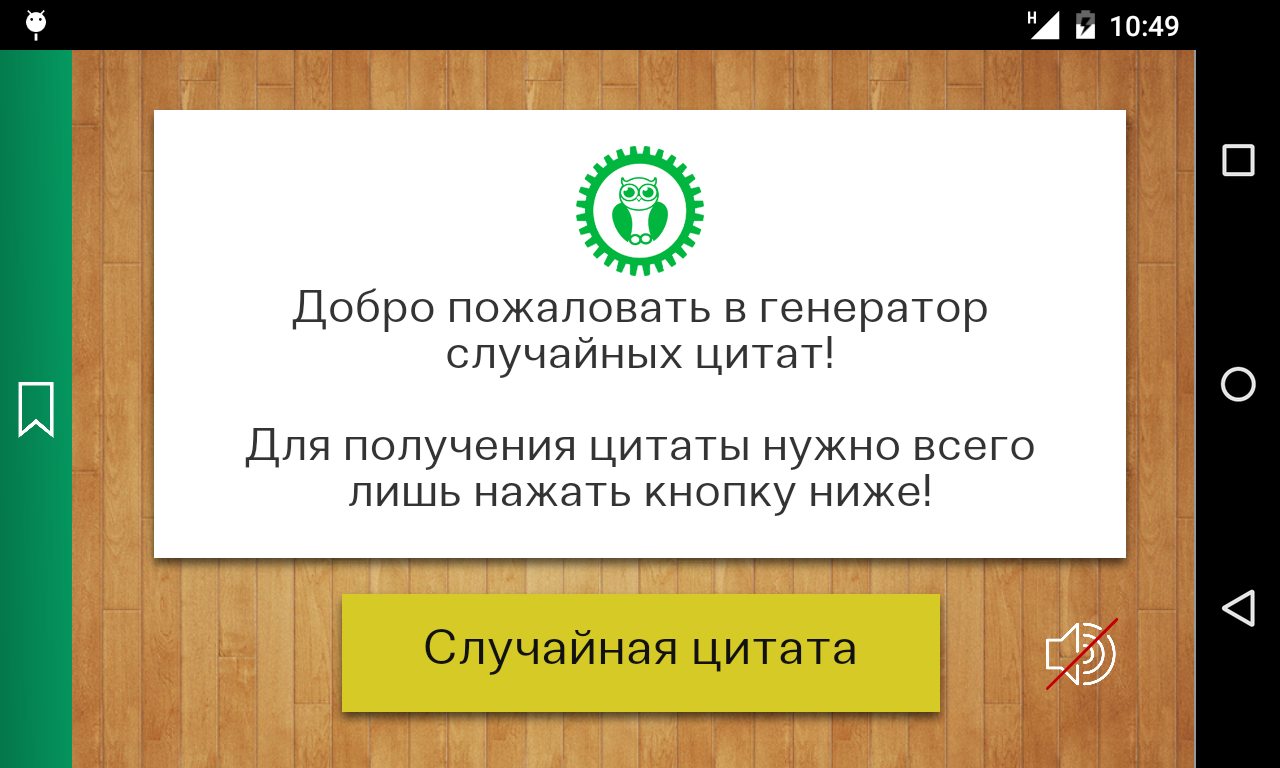 H
10:49
Добро пожаловать в генератор
случайных цитат!
Для получения цитаты нужно всего
лишь нажать кнопку ниже!
Случайная цитата